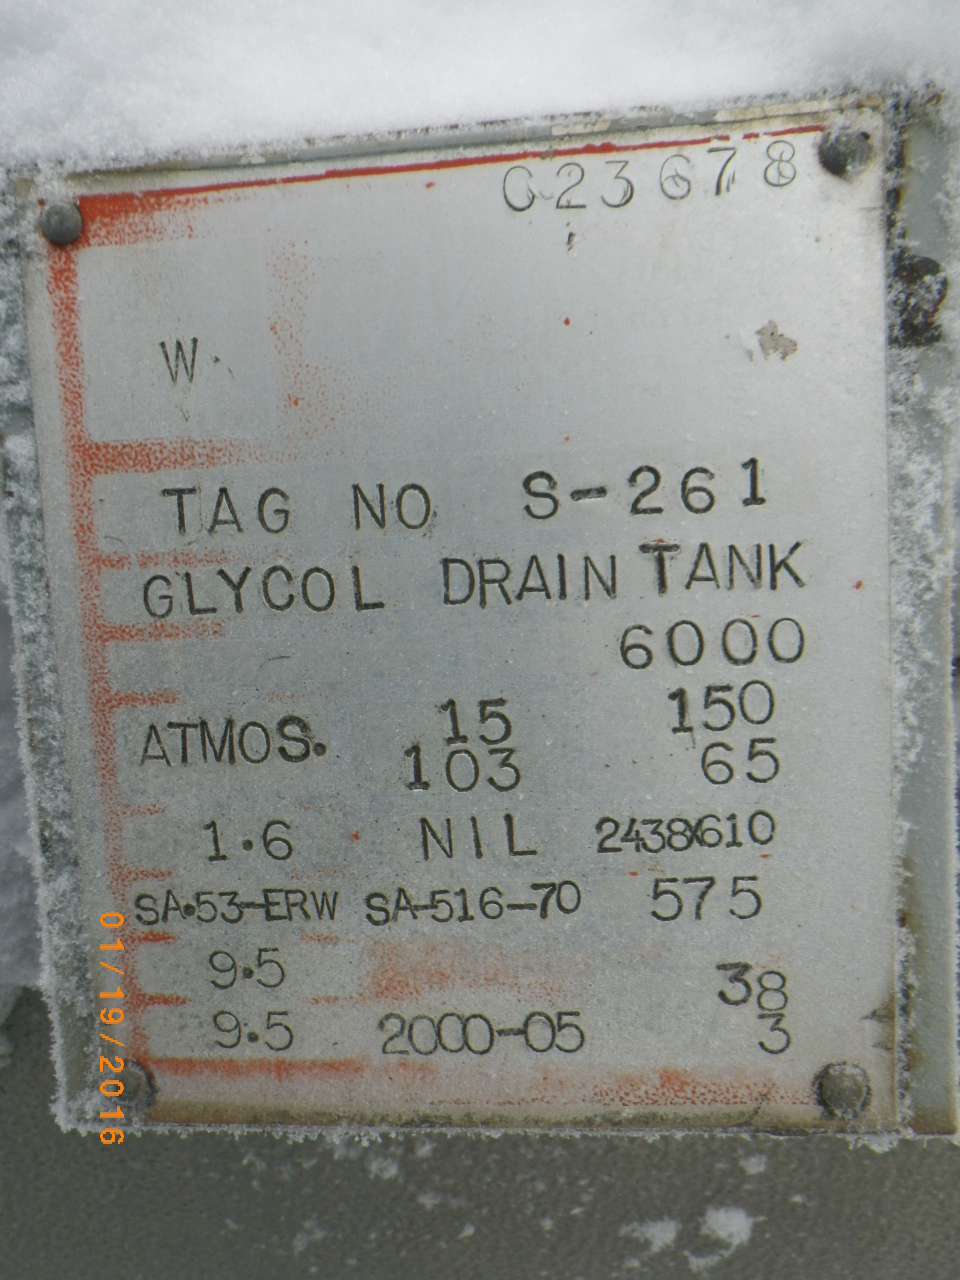 C23678
W
TAG NO S-261
GLYCOL DRAIN TANK
6000
ATMOS. 15 150
103 65
1.6 NIL 2438X610
SA-53-ERW SA-516-70 575
9.5
38
9.5 2000-05 3
01/19/2016